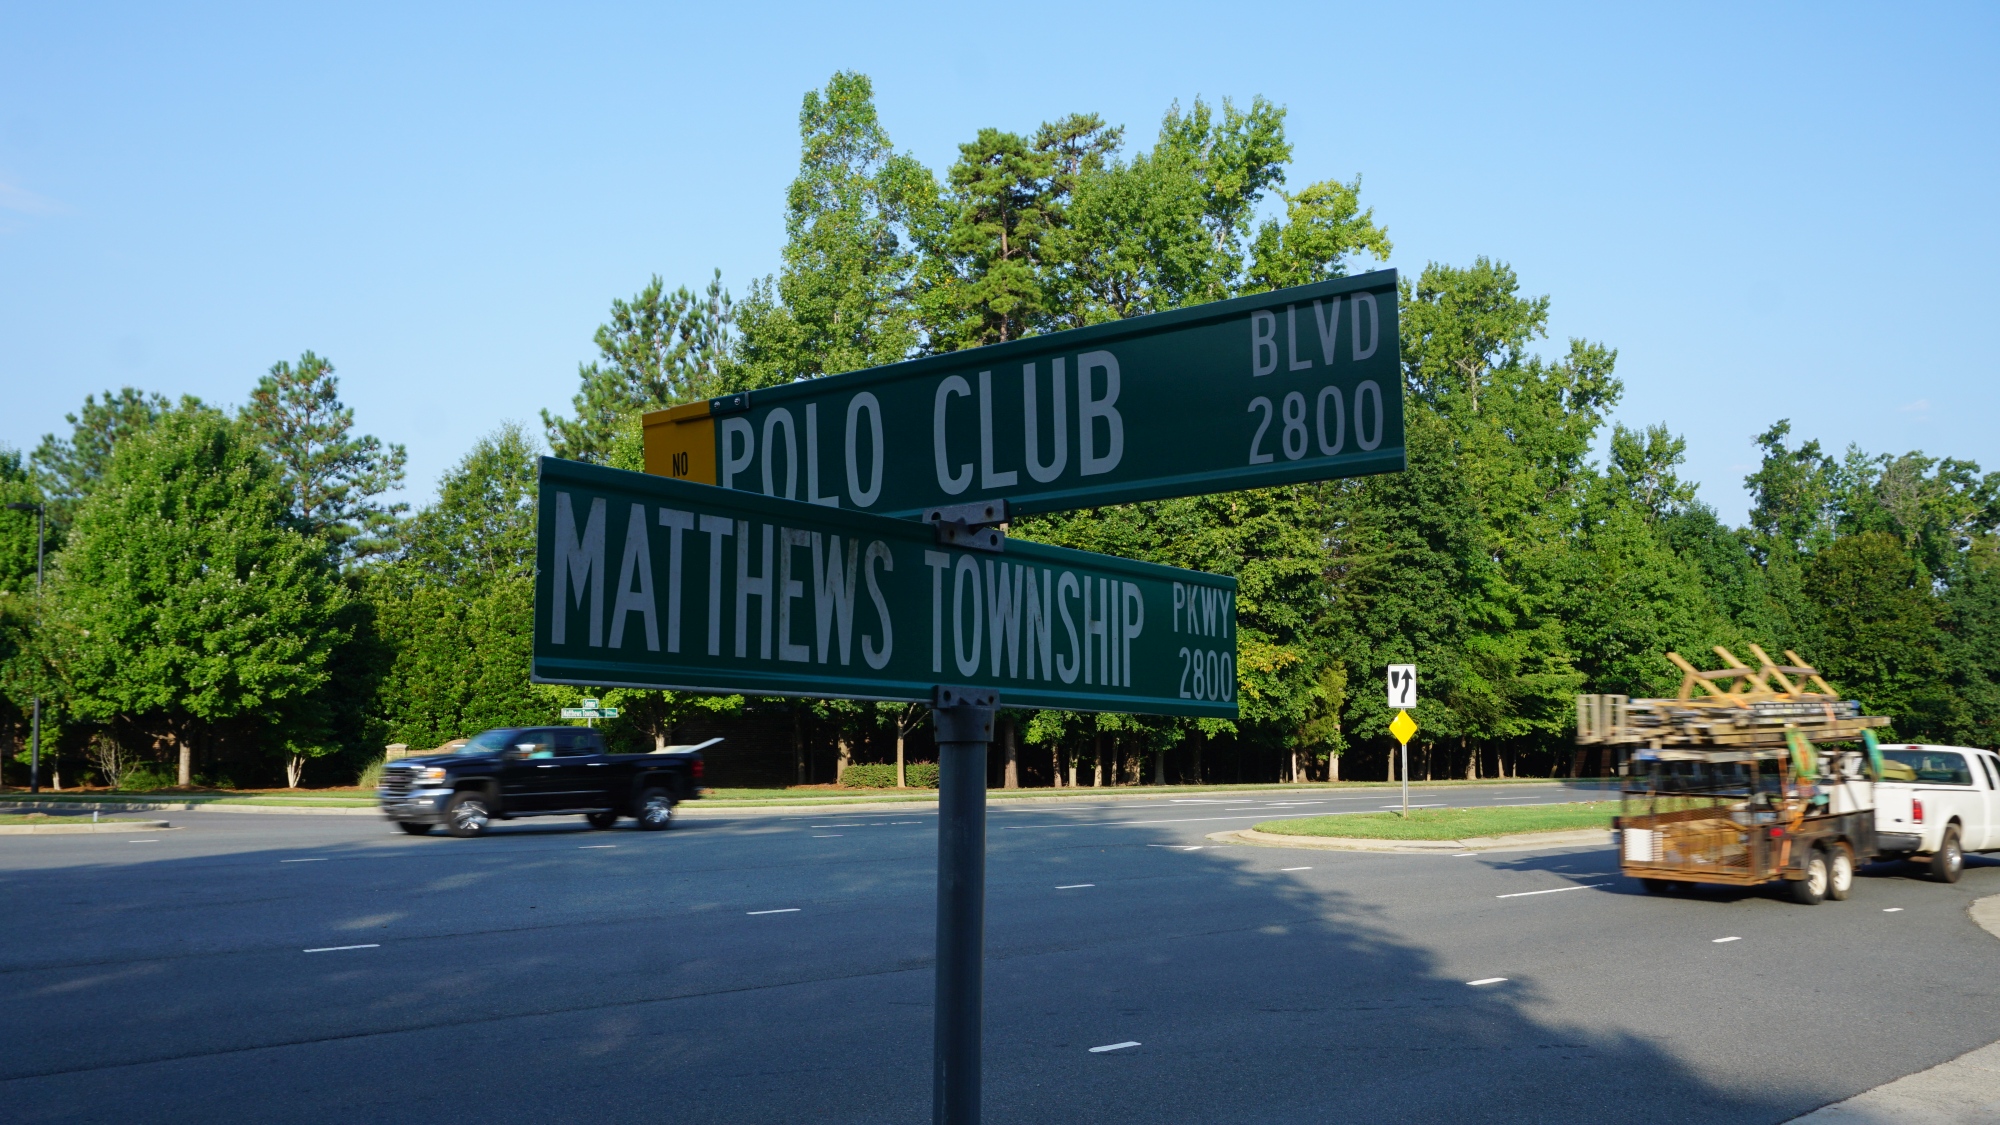 BLVD
NO POLO CLUB 2800
MATTHEWS TOWNSHIP PKWY
2800